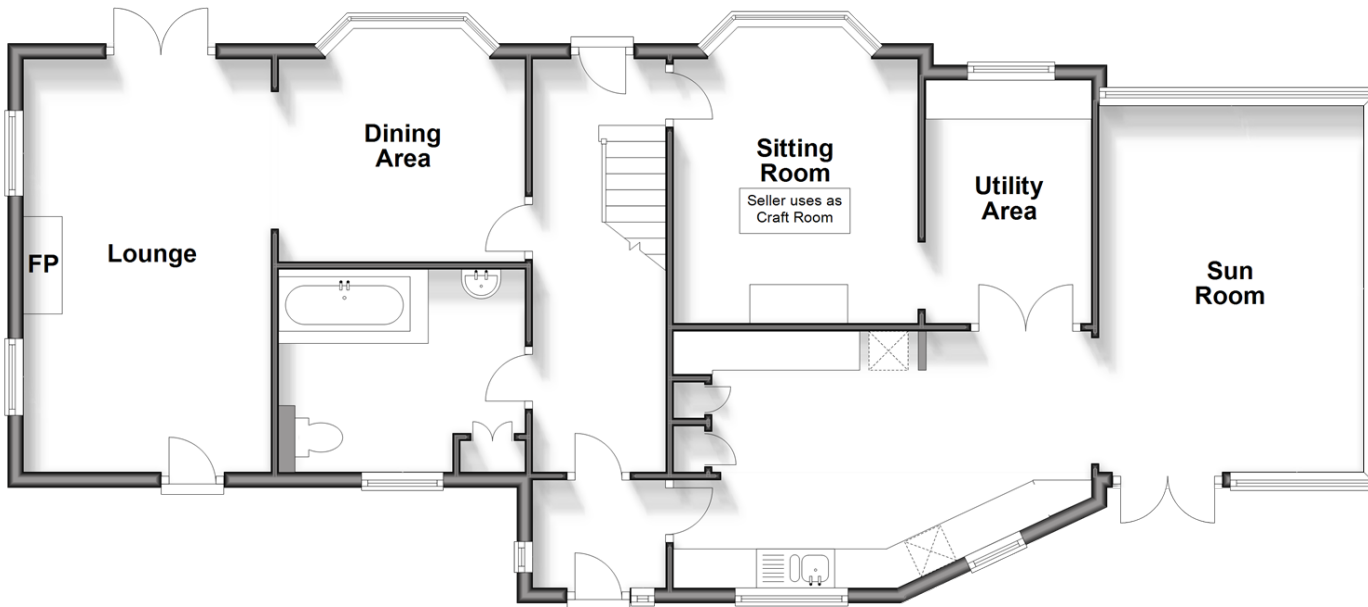 Dining
Area
Sitting
Room
Seller uses as
Craft Room
Utility
Area
FP
Lounge
Sun
Room